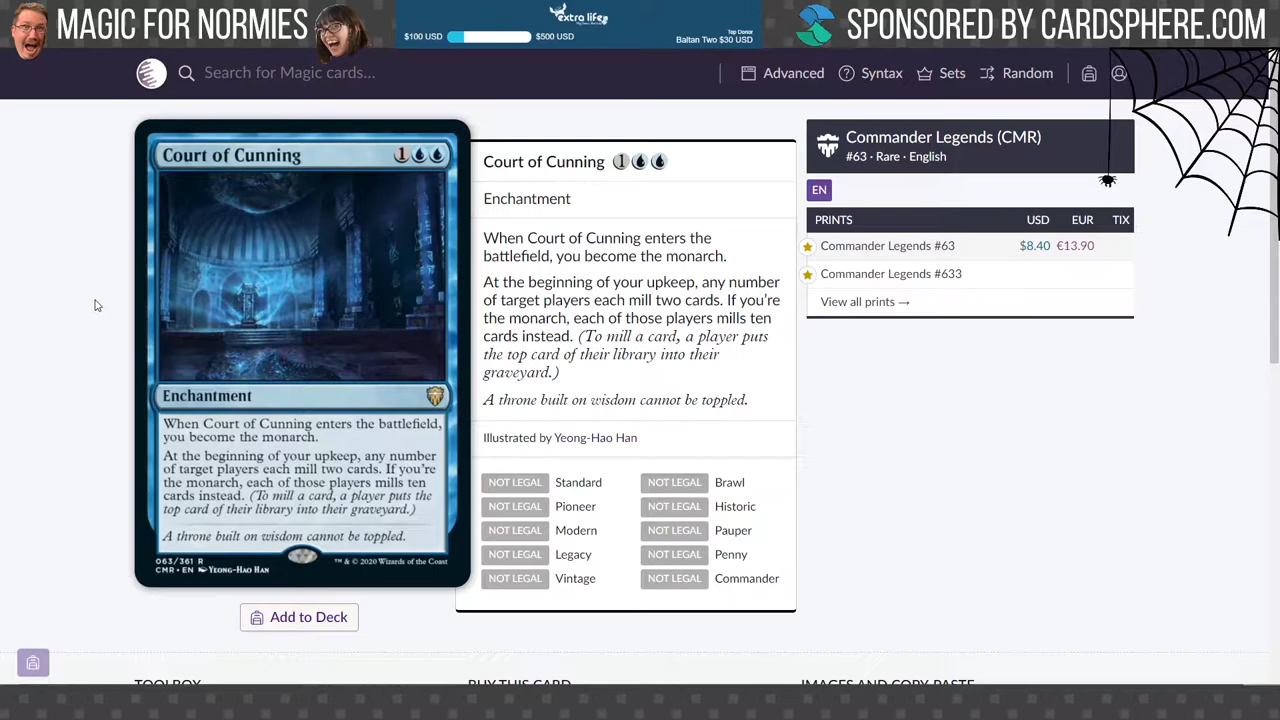 MAGIC FOR NORMIES
extra life
$100 USD
$500 USD
Top Donor
Baltan Two $30 USD
SPONSORED BY CARDSPHERE.COM
Search for Magic cards...
Advanced
Syntax
Sets
Random
Court of Cunning 1
Enchantment
When Court of Cunning enters the battlefield,
you become the monarch.
At the beginning of your upkeep, any number
of target players each mill two cards. If you're
the monarch, each of those players mills ten
cards instead. (To mill a card, a player puts the
top card of their library into their graveyard.)
A throne built on wisdom cannot be toppled.
063/361 R
CMR • EN YEONG-HAO HAN
™ & © 2020 Wizards of the Coast
Add to Deck
Court of Cunning 1
Enchantment
When Court of Cunning enters the
battlefield, you become the monarch.
At the beginning of your upkeep, any number
of target players each mill two cards. If you're
the monarch, each of those players mills ten
cards instead. (To mill a card, a player puts
the top card of their library into their
graveyard.)
A throne built on wisdom cannot be toppled.
Illustrated by Yeong-Hao Han
NOT LEGAL Standard NOT LEGAL Brawl
NOT LEGAL Pioneer NOT LEGAL Historic
NOT LEGAL Modern NOT LEGAL Pauper
NOT LEGAL Legacy NOT LEGAL Penny
NOT LEGAL Vintage NOT LEGAL Commander
Commander Legends (CMR)
#63 · Rare · English
EN
PRINTS USD EUR TIX
Commander Legends #63 $8.40 €13.90
Commander Legends #633
View all prints →
TOOLBOX
BUY THIS CARD
IMAGES AND COPY-PASTE